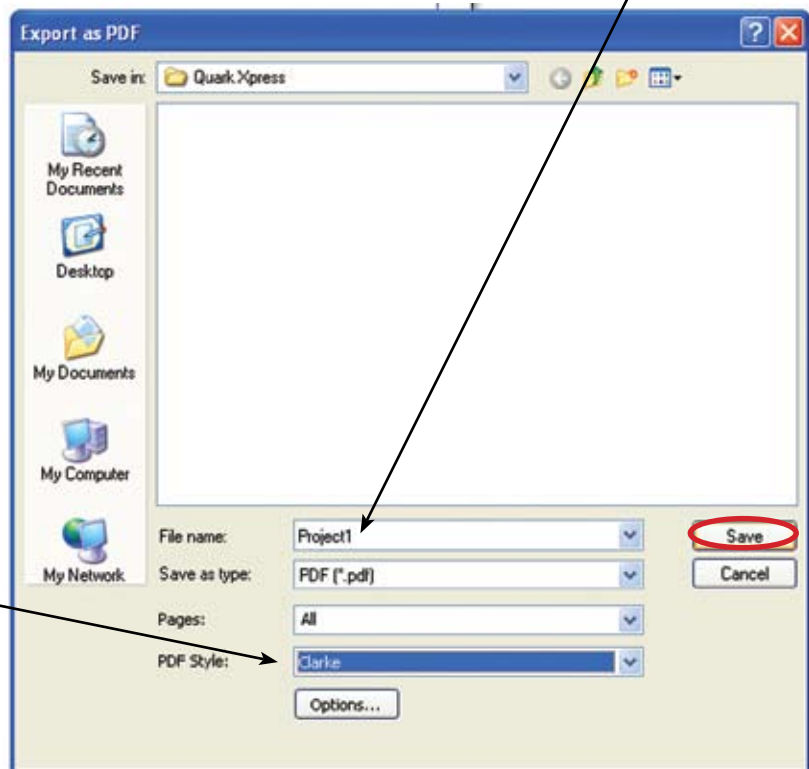 Export as PDF
Save in: Quark Xpress
My Recent
Documents
Desktop
My Documents
My Computer
My Network
File name: Project1
Save
Save as type: PDF (*.pdf)
Cancel
Pages: All
PDF Style: Clarke
Options...